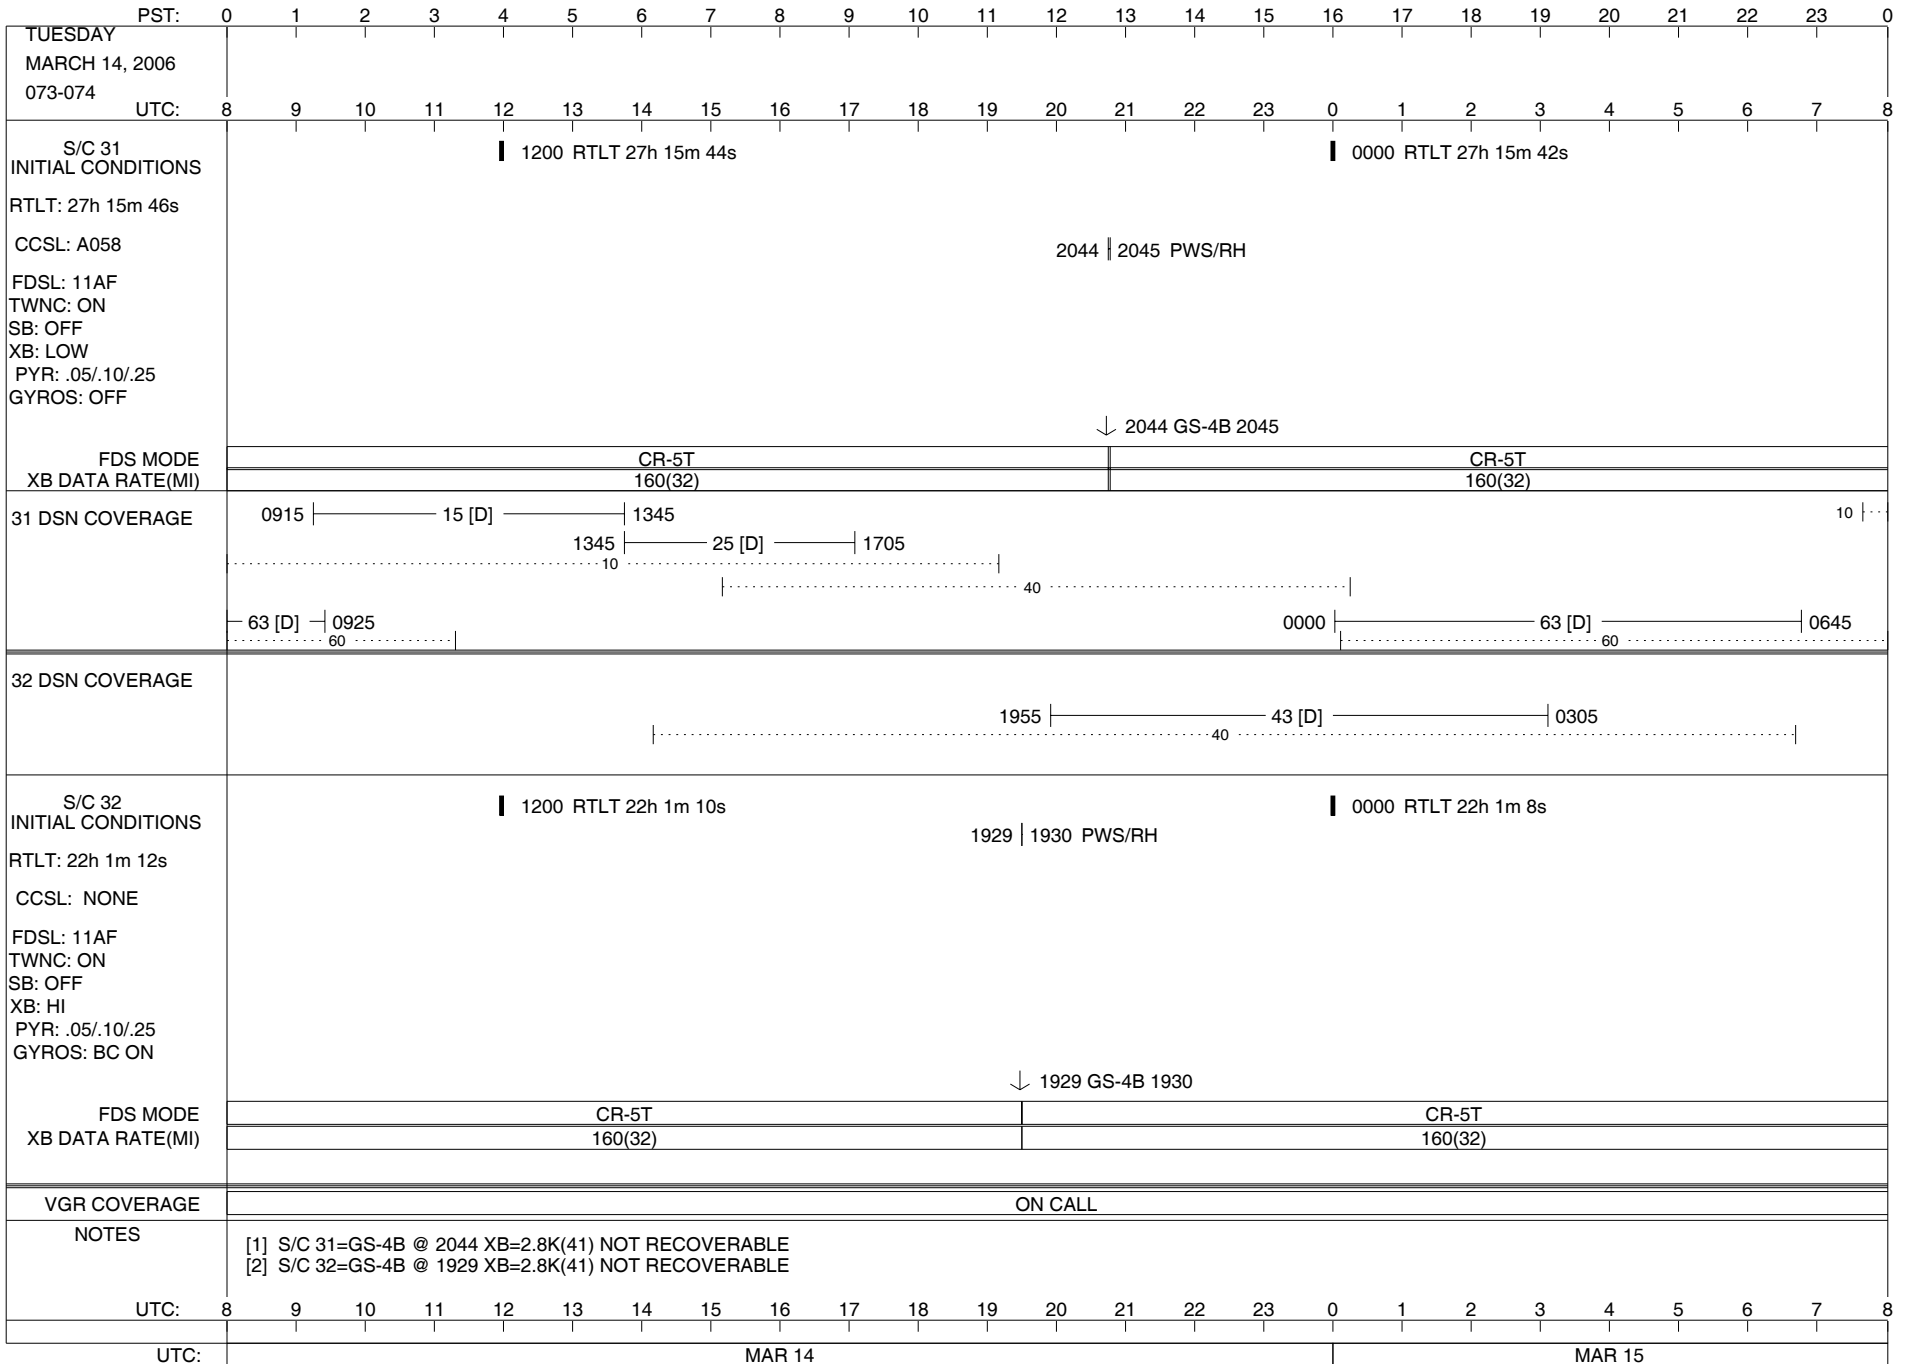 PST: 0 1 2 3 4 5 6 7 8 9 10 11 12 13 14 15 16 17 18 19 20 21 22 23 0
TUESDAY
MARCH 14, 2006
073-074
UTC: 8 9 10 11 12 13 14 15 16 17 18 19 20 21 22 23 0 1 2 3 4 5 6 7 8
S/C 31
INITIAL CONDITIONS
1200 RTLT 27h 15m 44s
0000 RTLT 27h 15m 42s
RTLT: 27h 15m 46s
CCSL: A058
2044 2045 PWS/RH
FDSL: 11AF
TWNC: ON
SB: OFF
XB: LOW
PYR: .05/.10/.25
GYROS: OFF
2044 GS-4B 2045
FDS MODE CR-5T CR-5T
XB DATA RATE(MI) 160(32) 160(32)
31 DSN COVERAGE
0915 15 [D] 1345
10
1345 25 [D] 1705
10
40
63 [D] 0925
0000 63 [D] 0645
60
60
32 DSN COVERAGE
1955 43 [D] 0305
40
S/C 32
INITIAL CONDITIONS
1200 RTLT 22h 1m 10s
0000 RTLT 22h 1m 8s
1929 1930 PWS/RH
RTLT: 22h 1m 12s
CCSL: NONE
FDSL: 11AF
TWNC: ON
SB: OFF
XB: HI
PYR: .05/.10/.25
GYROS: BC ON
1929 GS-4B 1930
FDS MODE CR-5T CR-5T
XB DATA RATE(MI) 160(32) 160(32)
VGR COVERAGE ON CALL
NOTES
[1] S/C 31=GS-4B @ 2044 XB=2.8K(41) NOT RECOVERABLE
[2] S/C 32=GS-4B @ 1929 XB=2.8K(41) NOT RECOVERABLE
UTC: 8 9 10 11 12 13 14 15 16 17 18 19 20 21 22 23 0 1 2 3 4 5 6 7 8
UTC: MAR 14 MAR 15